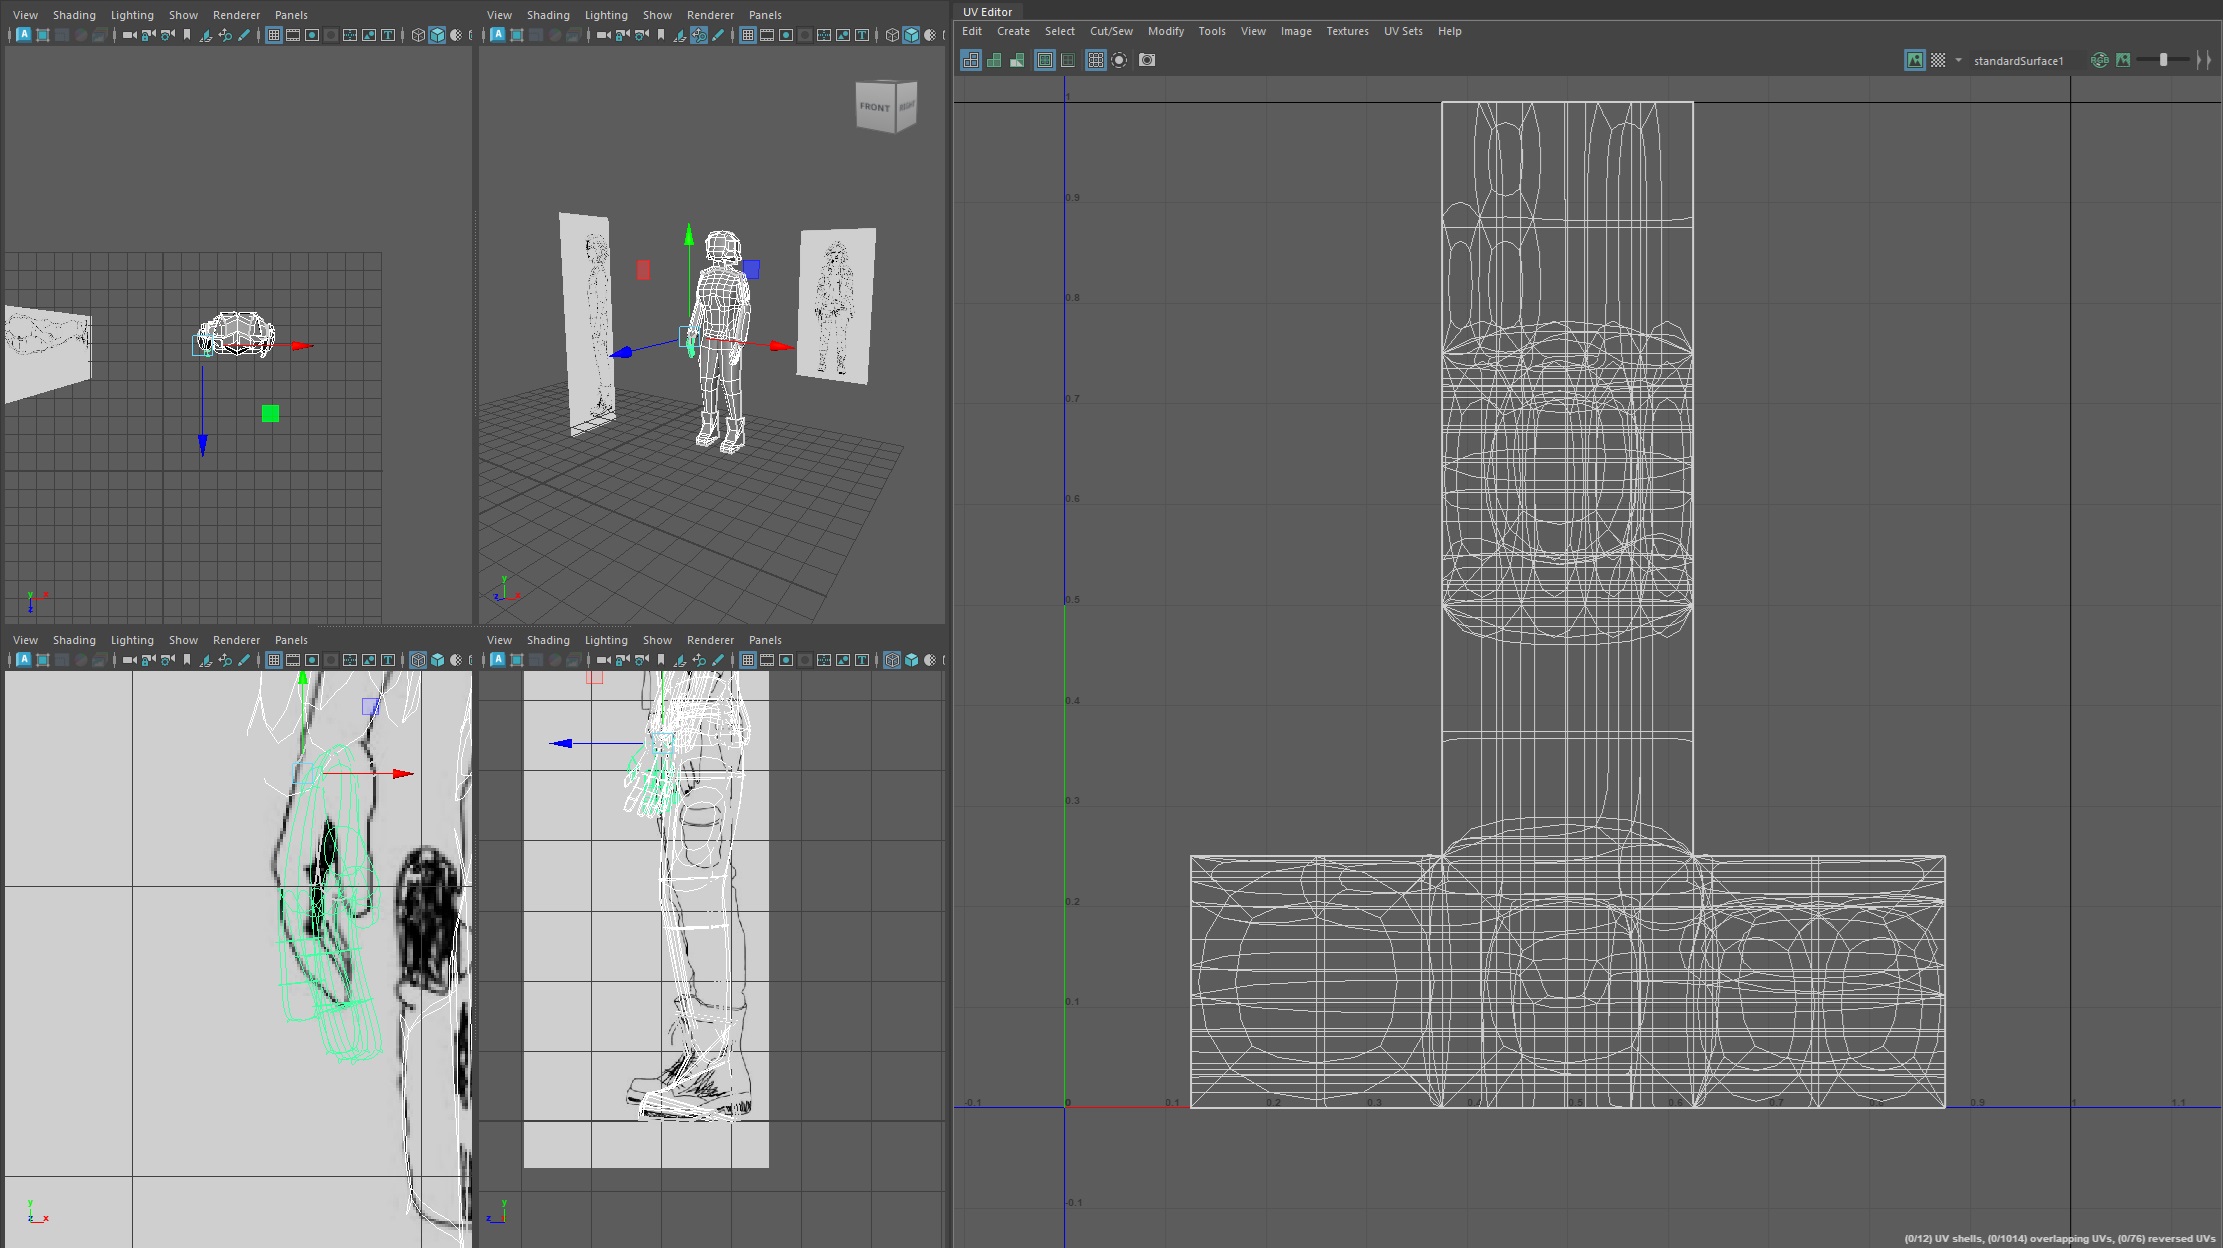 View Shading Lighting Show Renderer Panels
View Shading Lighting Show Renderer Panels
UV Editor
Edit Create Select Cut/Sew Modify Tools View Image Textures UV Sets Help
standardSurface1
RGB
FRONT
RIGHT
1
0.9
0.8
0.7
0.6
0.5
0.4
0.3
0.2
0.1
-0.1 0 0.1 0.2 0.3 0.4 0.5 0.6 0.7 0.8 0.9 1 1.1
-0.1
y x
z
y
z x
View Shading Lighting Show Renderer Panels
View Shading Lighting Show Renderer Panels
y
z x
y
z
(0/12) UV shells, (0/1014) overlapping UVs, (0/76) reversed UVs